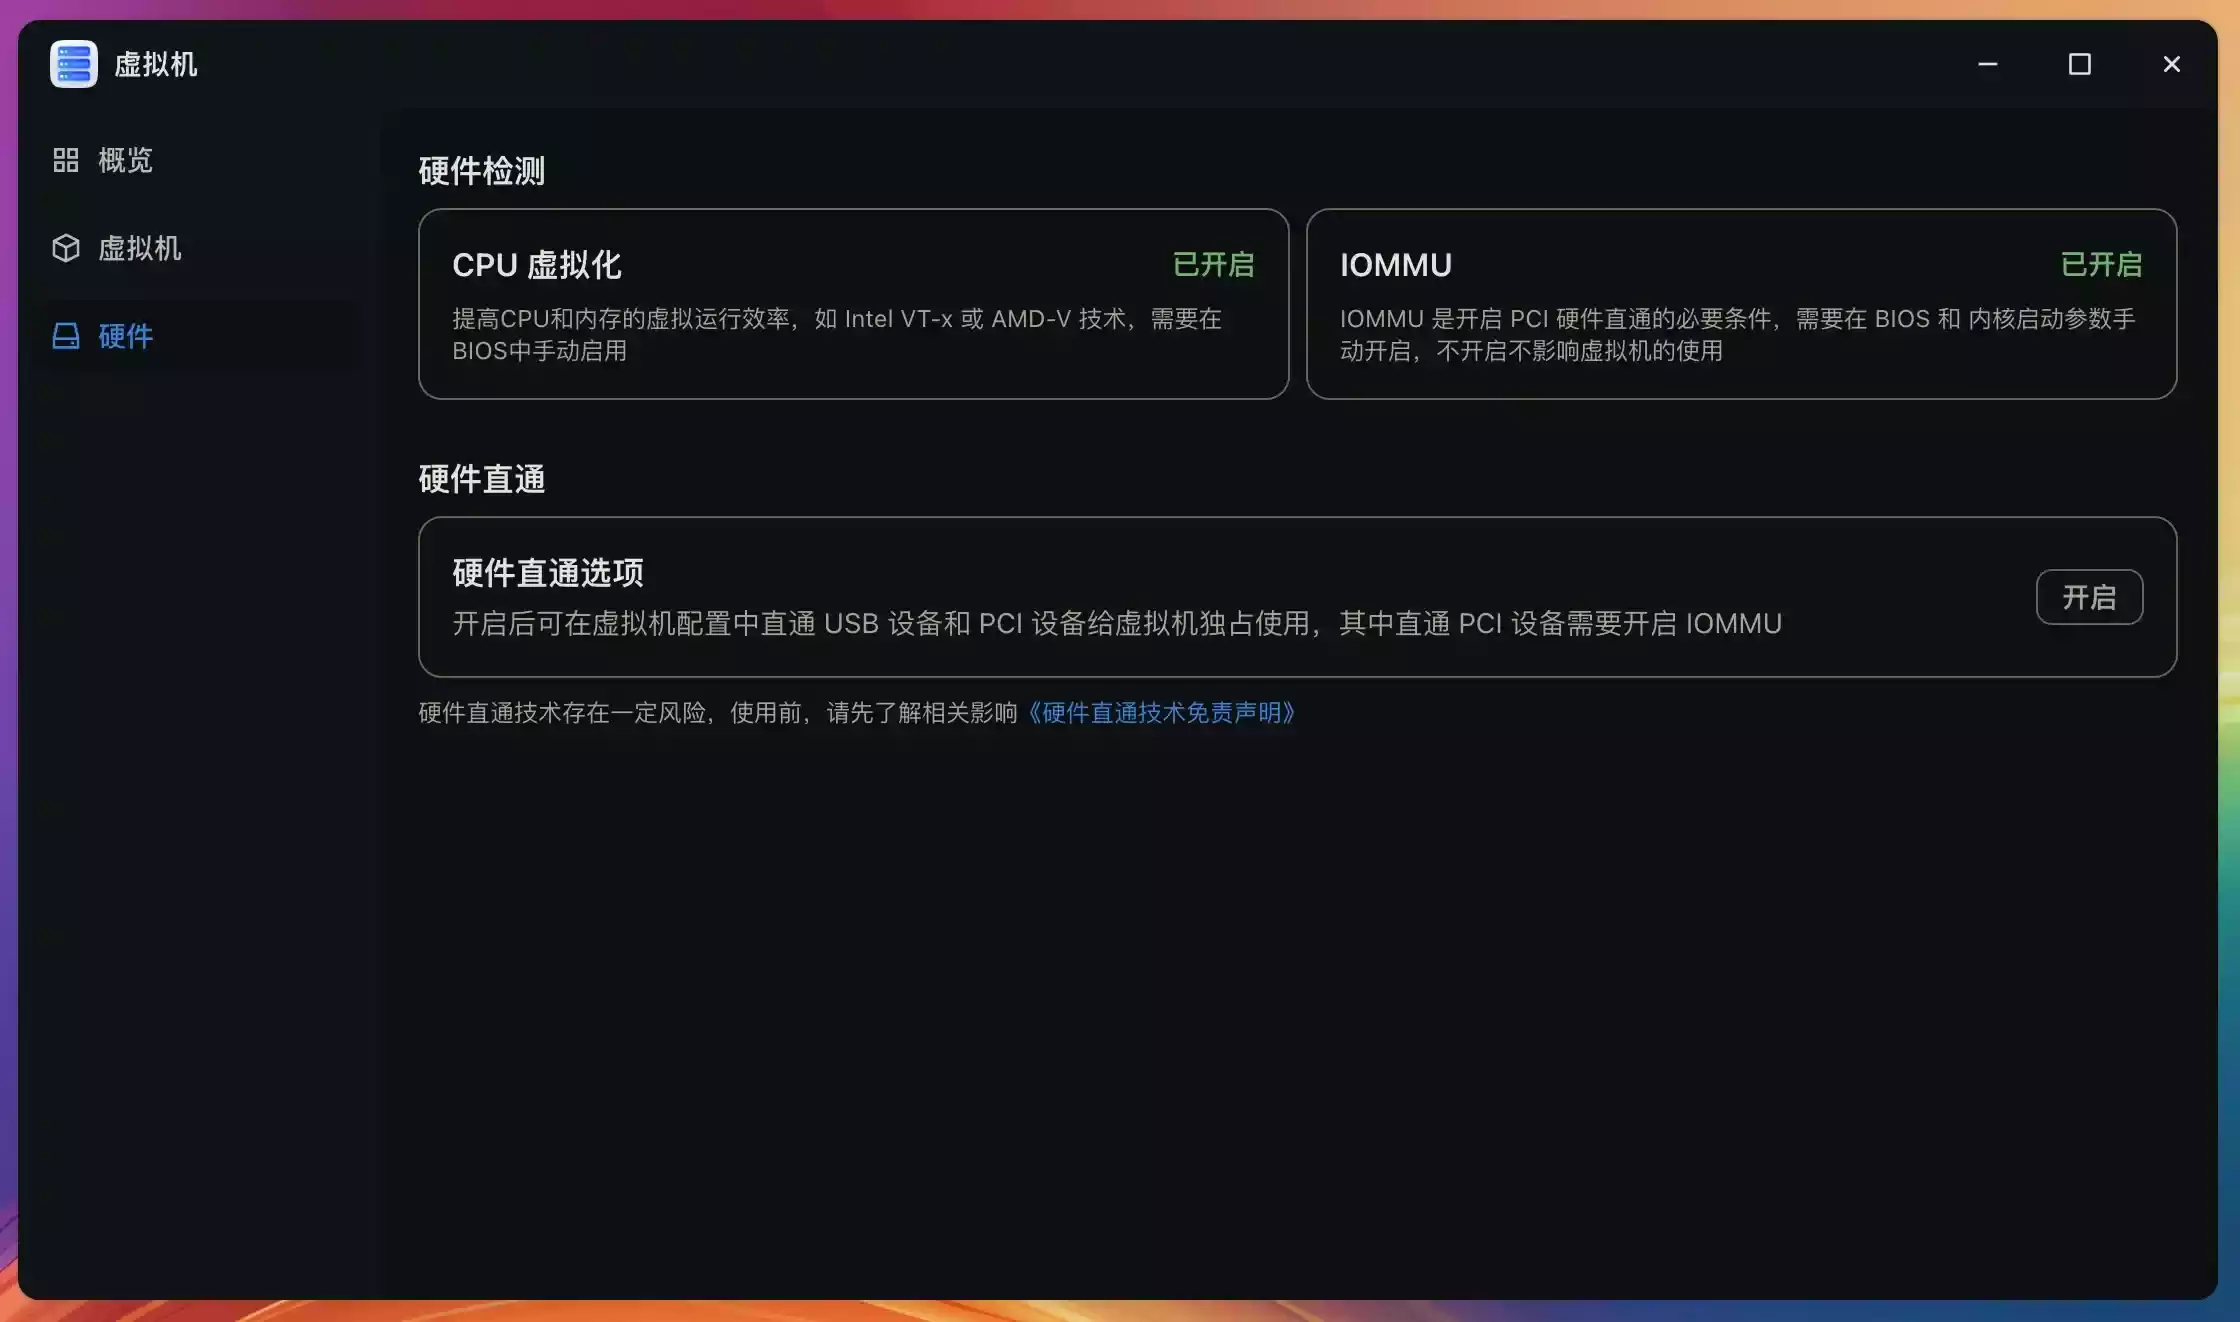 虚拟机
概览
虚拟机
硬件
硬件检测
CPU 虚拟化
已开启
提高CPU和内存的虚拟运行效率，如 Intel VT-x 或 AMD-V 技术，需要在
BIOS中手动启用
IOMMU
已开启
IOMMU 是开启 PCI 硬件直通的必要条件，需要在 BIOS 和 内核启动参数手
动开启，不开启不影响虚拟机的使用
硬件直通
硬件直通选项
开启后可在虚拟机配置中直通 USB 设备和 PCI 设备给虚拟机独占使用，其中直通 PCI 设备需要开启 IOMMU
开启
硬件直通技术存在一定风险，使用前，请先了解相关影响《硬件直通技术免责声明》